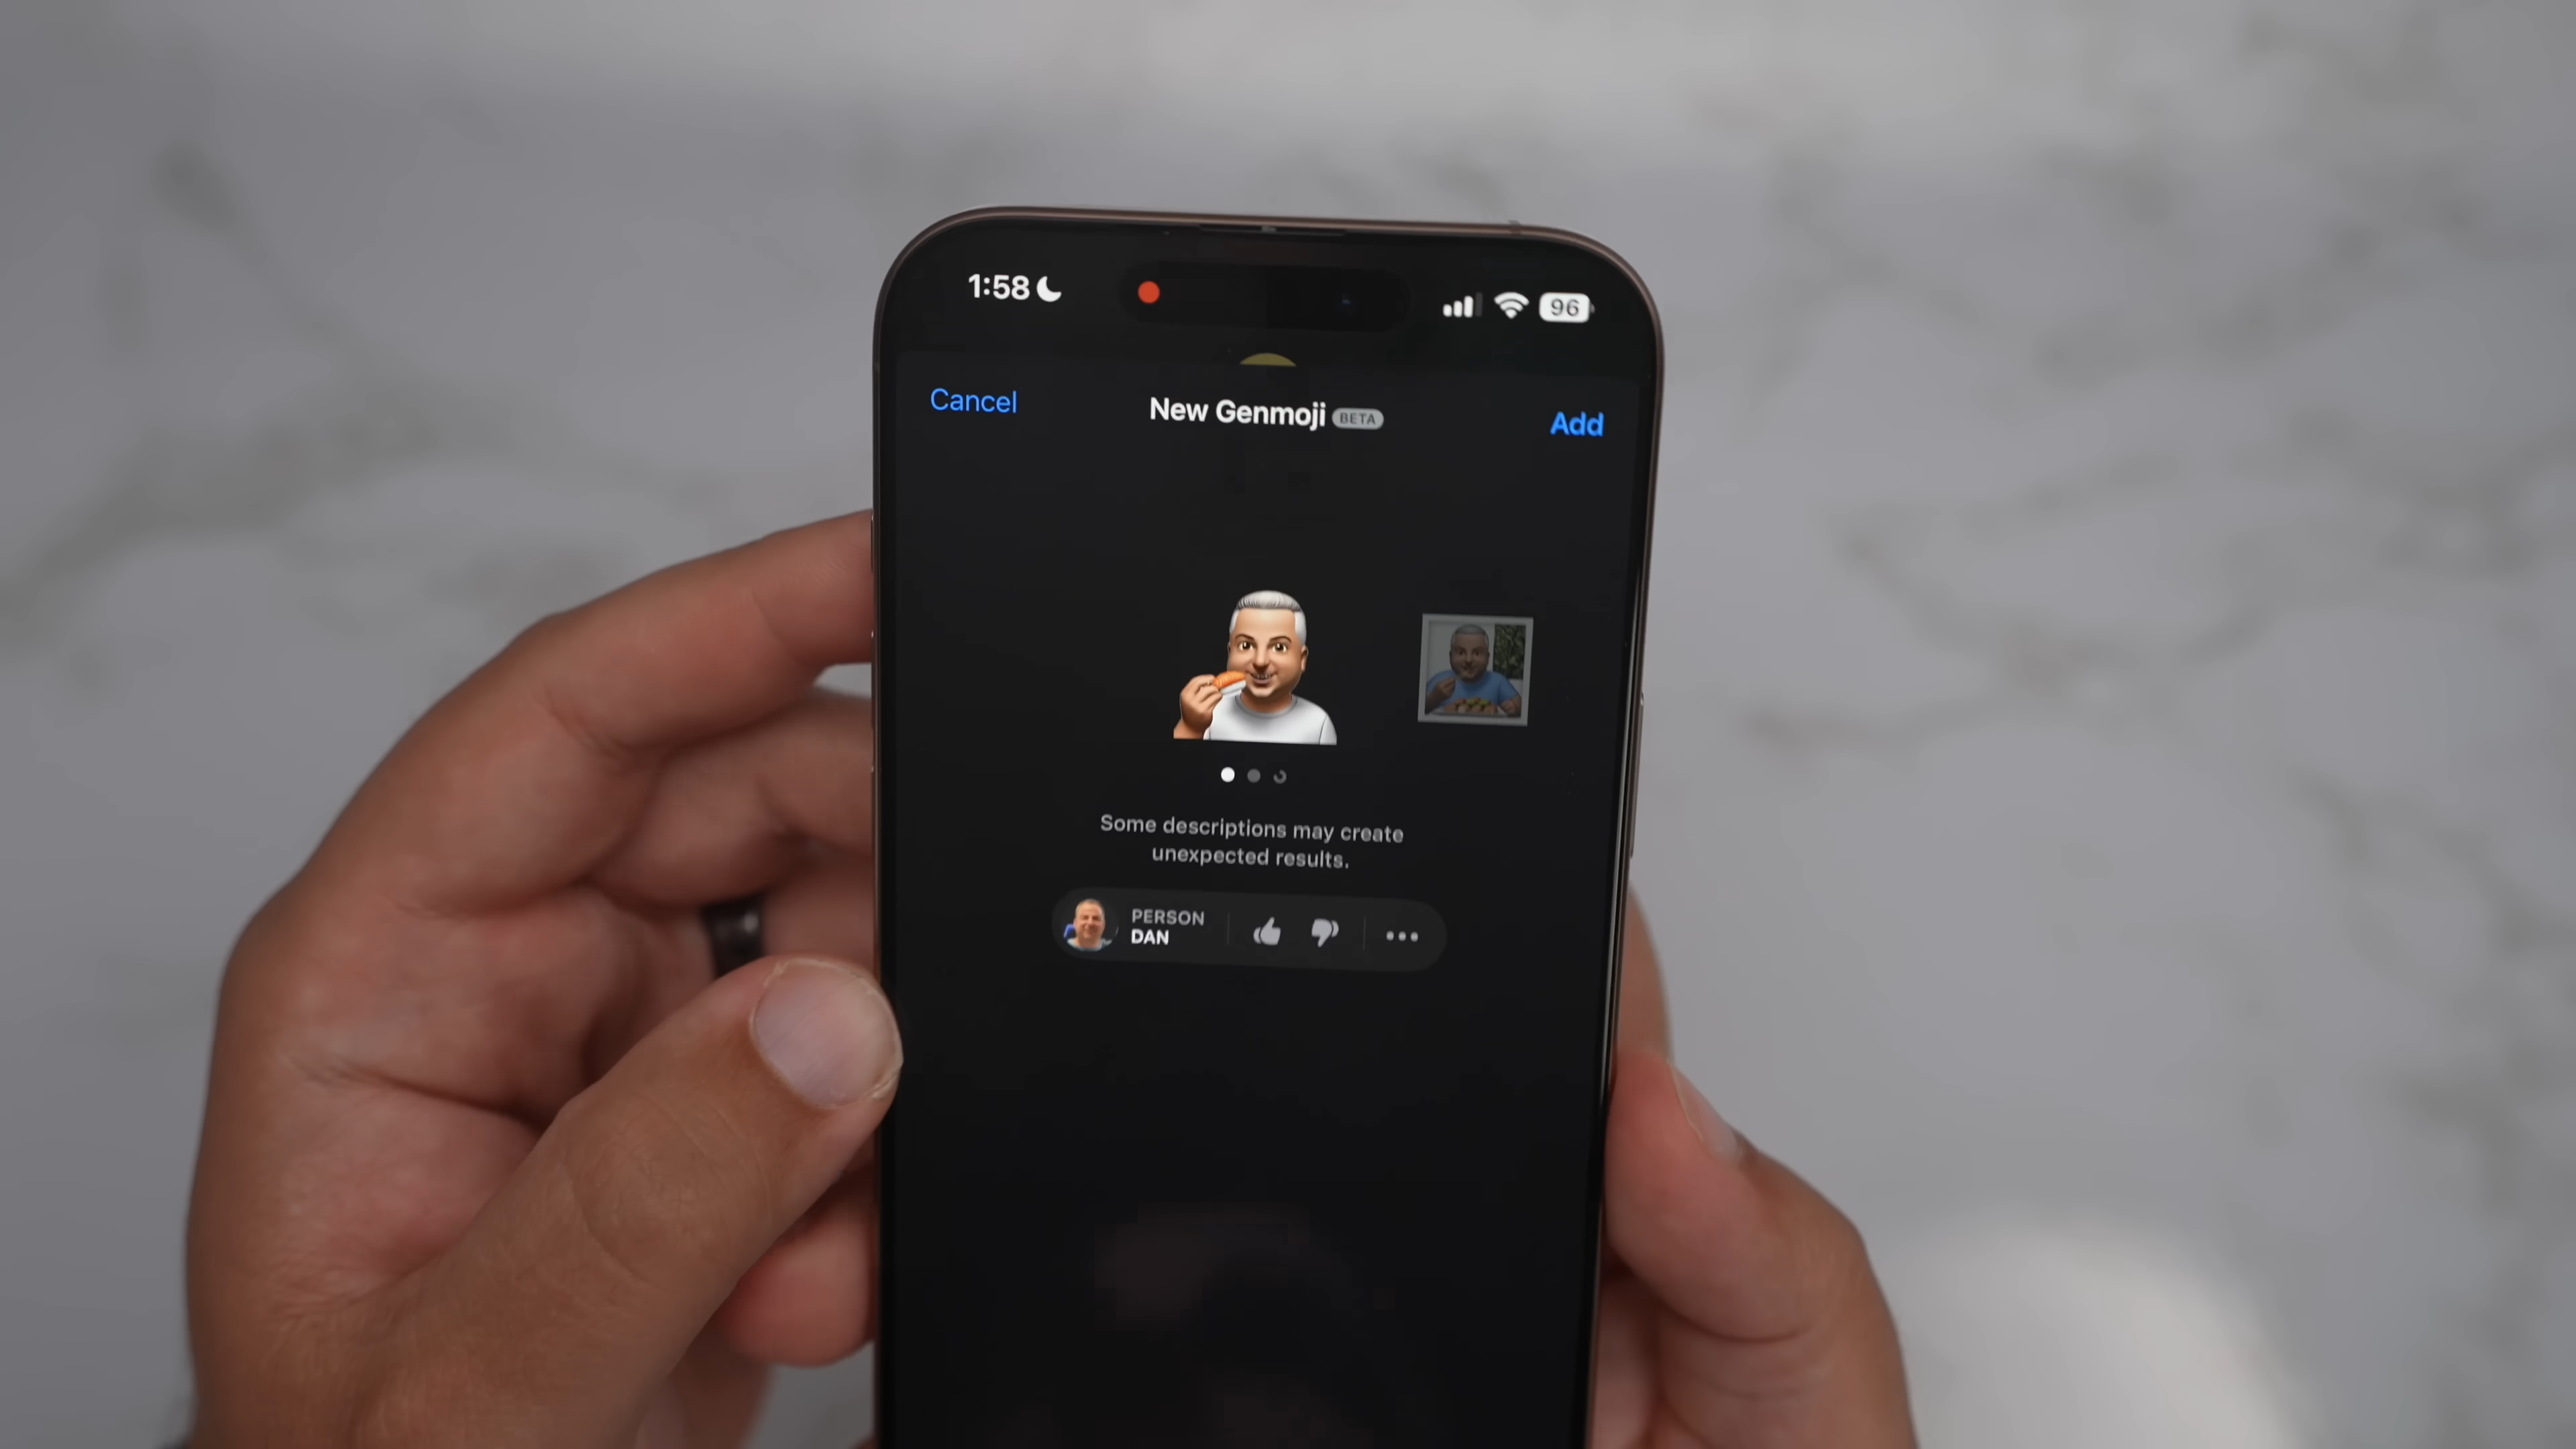 1:58
96
Cancel
New Genmoji BETA
Add
Some descriptions may create
unexpected results.
PERSON
DAN